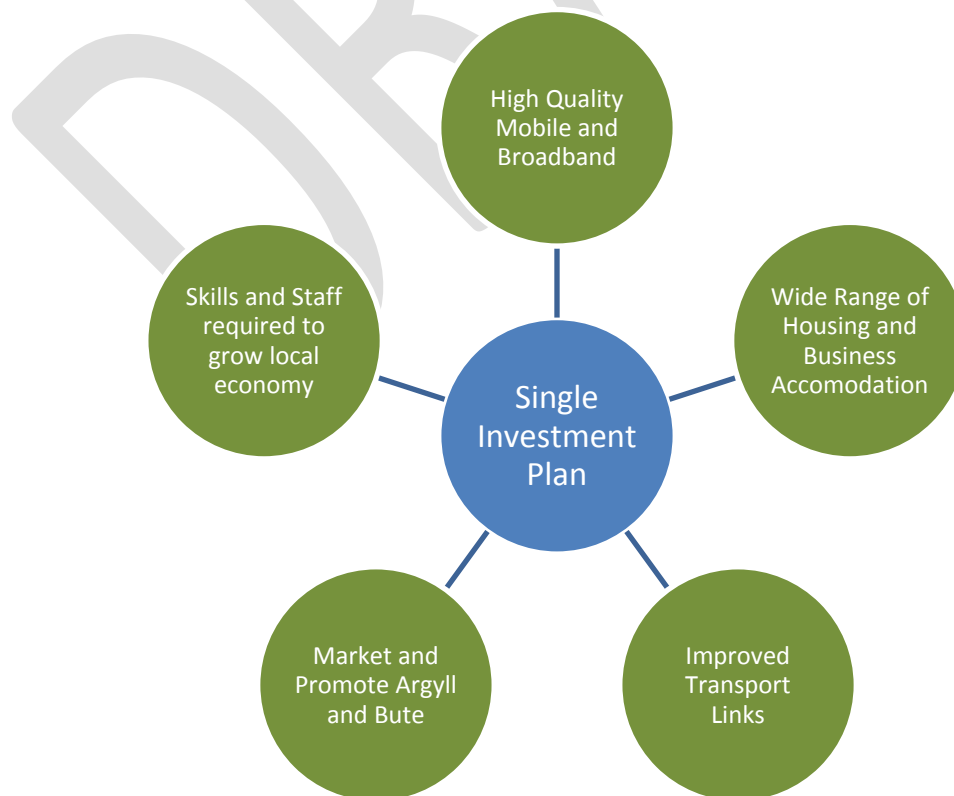 High Quality
Mobile and
Broadband
Skills and Staff
required to
grow local
economy
Wide Range of
Housing and
Business
Accomodation
Single
Investment
Plan
Market and
Promote Argyll
and Bute
Improved
Transport
Links